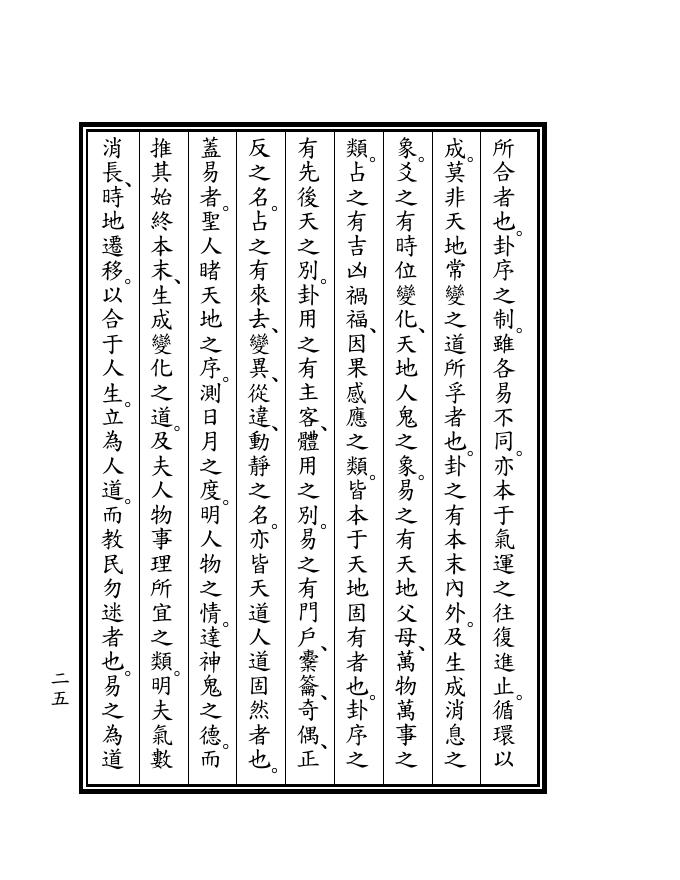 所合者也。卦序之制。雖各易不同。亦本于氣運之往復進止。循環以
成。莫非天地常變之道所孚者也。卦之有本末內外。及生成消息之
象。爻之有時位變化、天地人鬼之象。易之有天地父母、萬物萬事之
類。占之有吉凶禍福、因果感應之類。皆本于天地固有者也。卦序之
有先後天之別。卦用之有主客、體用之別。易之有門戶、橐籥、奇偶、正
反之名。占之有來去、變異、從違、動靜之名。亦皆天道人道固然者也。
蓋易者。聖人睹天地之序。測日月之度。明人物之情。達神鬼之德。而
推其始終本末、生成變化之道。及夫人物事理所宜之類。明夫氣數
消長、時地遷移。以合于人生。立為人道。而教民勿迷者也。易之為道
二五